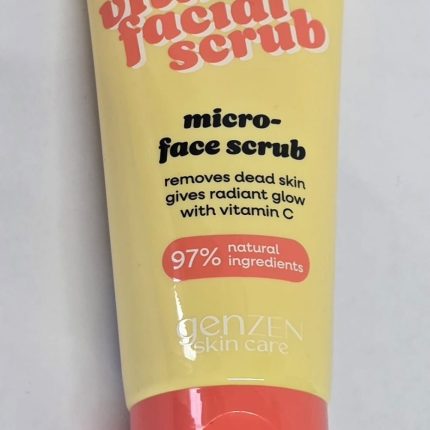 facial
scrub
micro-
face scrub
removes dead skin
gives radiant glow
with vitamin C
97% natural
ingredients
genZEN
skin care